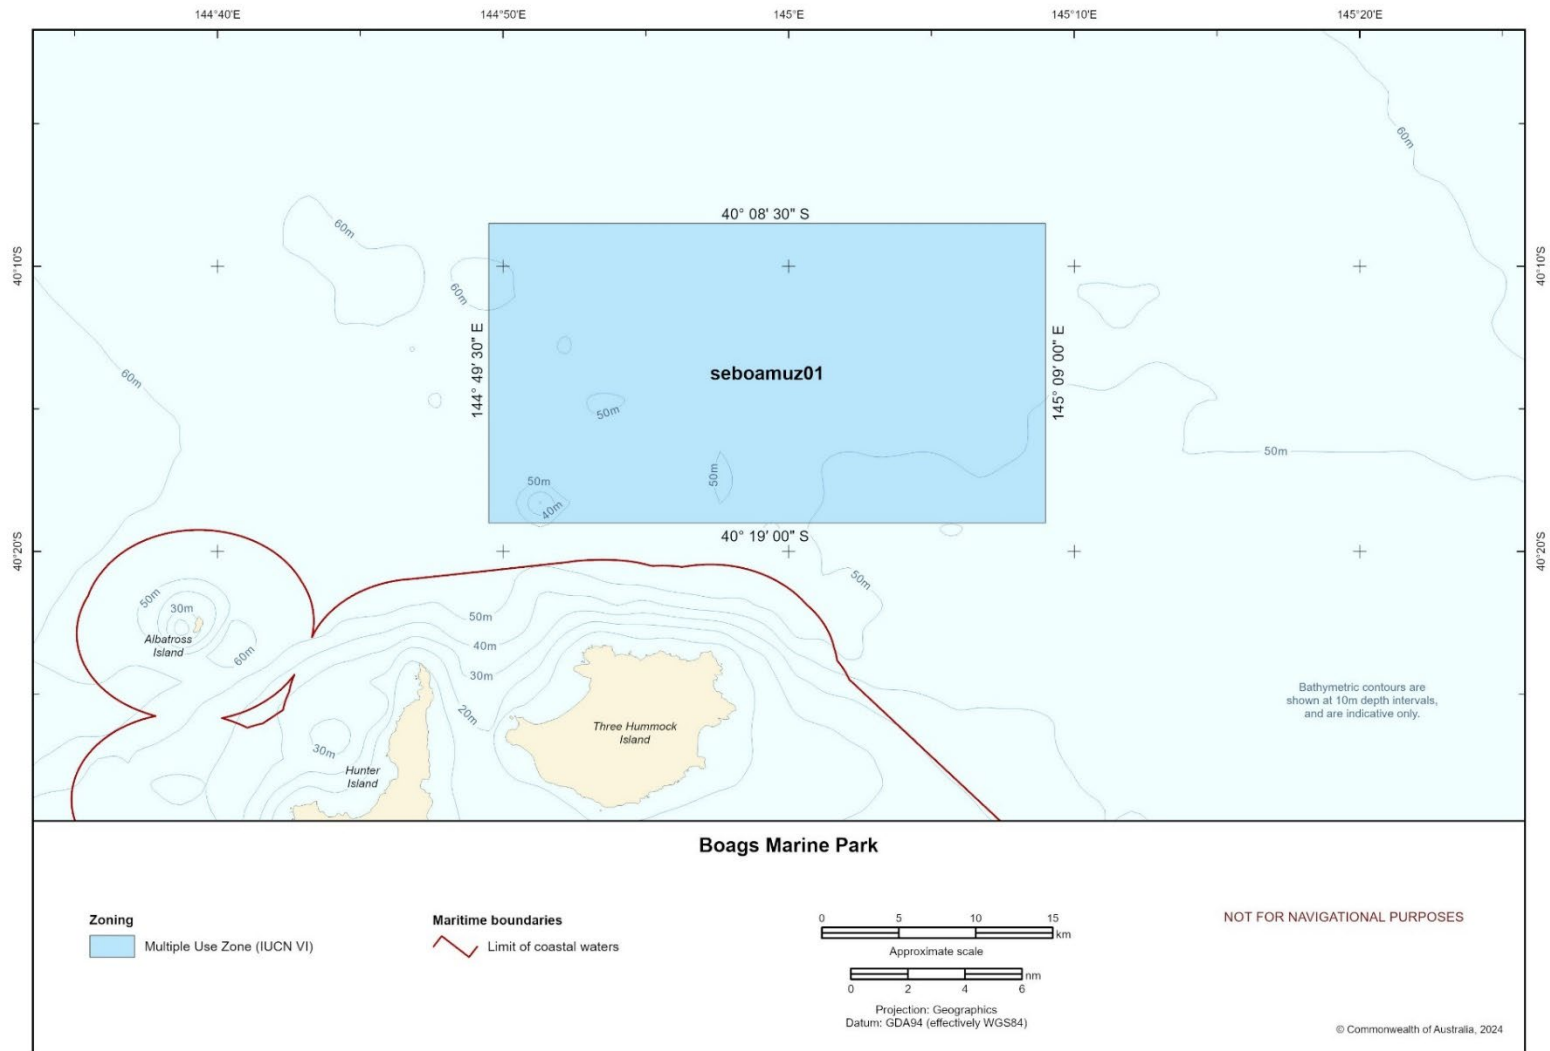 144°40'E 144°50'E 145°E 145°10'E 145°20'E
60m
40° 08' 30" S
60m
40°10'S
40°10'S
60m
144° 49' 30" E
145° 09' 00" E
60m
seboamuz01
50m
50m
50m
50m
40m
40° 19' 00" S
40°20'S
40°20'S
50m
50m
30m
50m
Albatross
Island
40m
60m
30m
20m
Bathymetric contours are
shown at 10m depth intervals,
and are indicative only.
Three Hummock
Island
30m
Hunter
Island
Boags Marine Park
Zoning
Multiple Use Zone (IUCN VI)
Maritime boundaries
Limit of coastal waters
0 5 10 15
km
Approximate scale
nm
0 2 4 6
Projection: Geographics
Datum: GDA94 (effectively WGS84)
NOT FOR NAVIGATIONAL PURPOSES
© Commonwealth of Australia, 2024